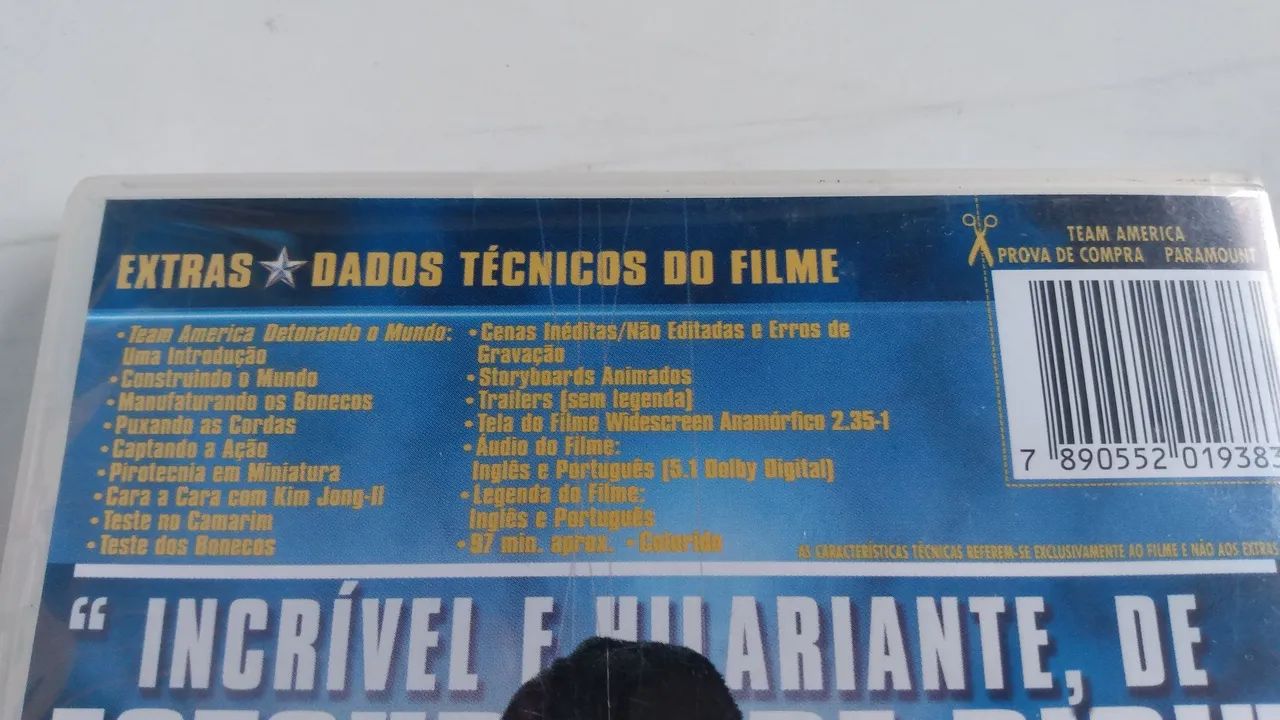 EXTRAS DADOS TÉCNICOS DO FILME
• Team America Detonando o Mundo:
Uma Introdução
• Construindo o Mundo
• Manufaturando os Bonecos
• Puxando as Cordas
• Captando a Ação
• Pirotecnia em Miniatura
• Cara a Cara com Kim Jong-Il
• Teste no Camarim
• Teste dos Bonecos
• Cenas Inéditas/Não Editadas e Erros de
Gravação
• Storyboards Animados
• Trailers (sem legenda)
• Tela do Filme Widescreen Anamórfico 2.35-1
• Áudio do Filme:
Inglês e Português (5.1 Dolby Digital)
• Legenda do Filme:
Inglês e Português
• 97 min. aprox. • Colorido
TEAM AMERICA
PROVA DE COMPRA PARAMOUNT
7 890552 019383
AS CARACTERÍSTICAS TÉCNICAS REFEREM-SE EXCLUSIVAMENTE AO FILME E NÃO AOS EXTRAS
“ INCRÍVEL E HILARIANTE, DE